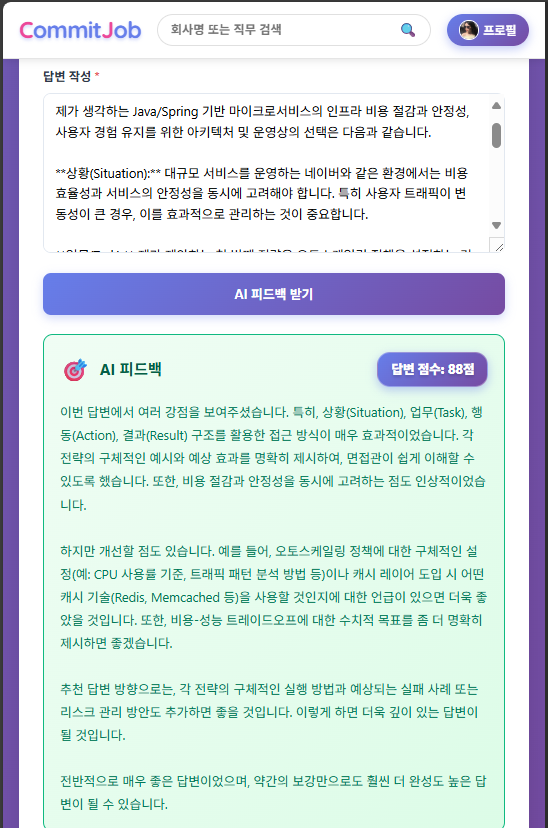 CommitJob
회사명 또는 직무 검색
프로필
답변 작성 *
제가 생각하는 Java/Spring 기반 마이크로서비스의 인프라 비용 절감과 안정성,
사용자 경험 유지를 위한 아키텍처 및 운영상의 선택은 다음과 같습니다.
**상황(Situation):** 대규모 서비스를 운영하는 네이버와 같은 환경에서는 비용
효율성과 서비스의 안정성을 동시에 고려해야 합니다. 특히 사용자 트래픽이 변
동성이 큰 경우, 이를 효과적으로 관리하는 것이 중요합니다.
AI 피드백 받기
AI 피드백
답변 점수: 88점
이번 답변에서 여러 강점을 보여주셨습니다. 특히, 상황(Situation), 업무(Task), 행
동(Action), 결과(Result) 구조를 활용한 접근 방식이 매우 효과적이었습니다. 각
전략의 구체적인 예시와 예상 효과를 명확히 제시하여, 면접관이 쉽게 이해할 수
있도록 했습니다. 또한, 비용 절감과 안정성을 동시에 고려하는 점도 인상적이었습
니다.
하지만 개선할 점도 있습니다. 예를 들어, 오토스케일링 정책에 대한 구체적인 설
정(예: CPU 사용률 기준, 트래픽 패턴 분석 방법 등)이나 캐시 레이어 도입 시 어떤
캐시 기술(Redis, Memcached 등)을 사용할 것인지에 대한 언급이 있으면 더욱 좋
았을 것입니다. 또한, 비용-성능 트레이드오프에 대한 수치적 목표를 좀 더 명확히
제시하면 좋겠습니다.
추천 답변 방향으로는, 각 전략의 구체적인 실행 방법과 예상되는 실패 사례 또는
리스크 관리 방안도 추가하면 좋을 것입니다. 이렇게 하면 더욱 깊이 있는 답변이
될 것입니다.
전반적으로 매우 좋은 답변이었으며, 약간의 보강만으로도 훨씬 더 완성도 높은 답
변이 될 수 있습니다.